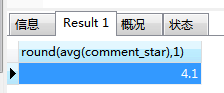 信息 Result 1 概况 状态
round(avg(comment_star),1)
4.1